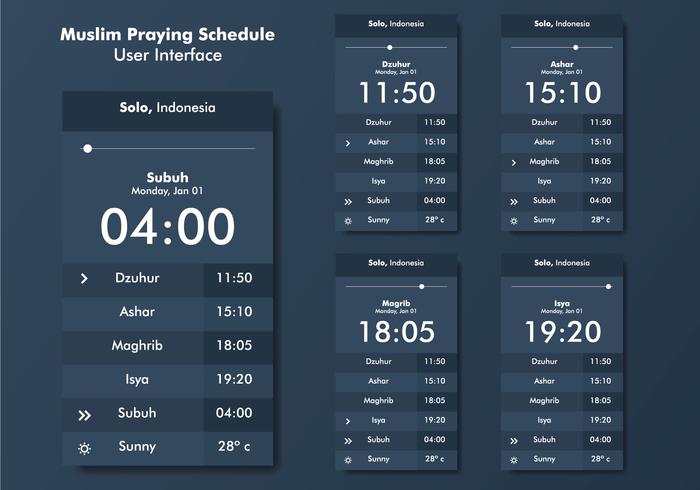 Muslim Praying Schedule
User Interface
Solo, Indonesia
Subuh
Monday, Jan 01
04:00
Dzuhur 11:50
Ashar 15:10
Maghrib 18:05
Isya 19:20
Subuh 04:00
Sunny 28º c
Solo, Indonesia
Dzuhur
Monday, Jan 01
11:50
Dzuhur 11:50
Ashar 15:10
Maghrib 18:05
Isya 19:20
Subuh 04:00
Sunny 28º c
Solo, Indonesia
Ashar
Monday, Jan 01
15:10
Dzuhur 11:50
Ashar 15:10
Maghrib 18:05
Isya 19:20
Subuh 04:00
Sunny 28º c
Solo, Indonesia
Magrib
Monday, Jan 01
18:05
Dzuhur 11:50
Ashar 15:10
Maghrib 18:05
Isya 19:20
Subuh 04:00
Sunny 28º c
Solo, Indonesia
Isya
Monday, Jan 01
19:20
Dzuhur 11:50
Ashar 15:10
Maghrib 18:05
Isya 19:20
Subuh 04:00
Sunny 28º c